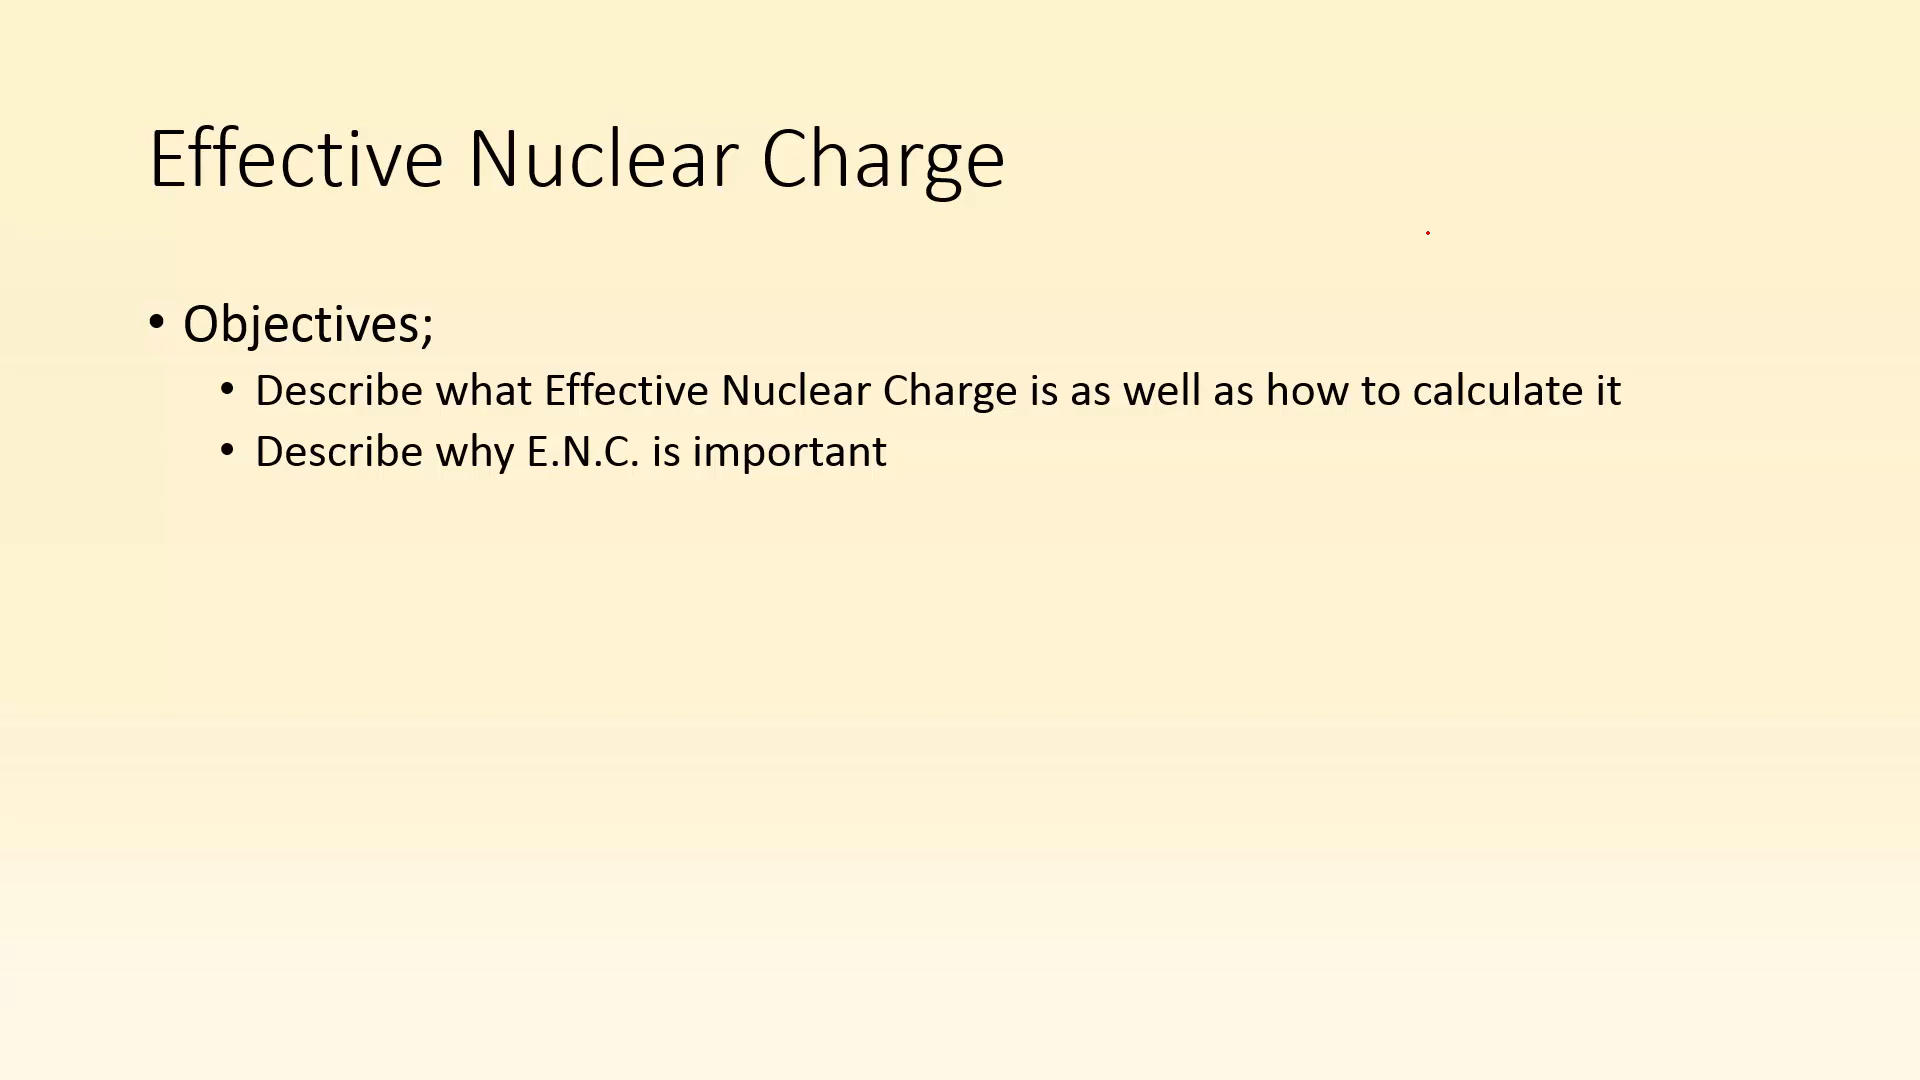 Effective Nuclear Charge
• Objectives;
• Describe what Effective Nuclear Charge is as well as how to calculate it
• Describe why E.N.C. is important